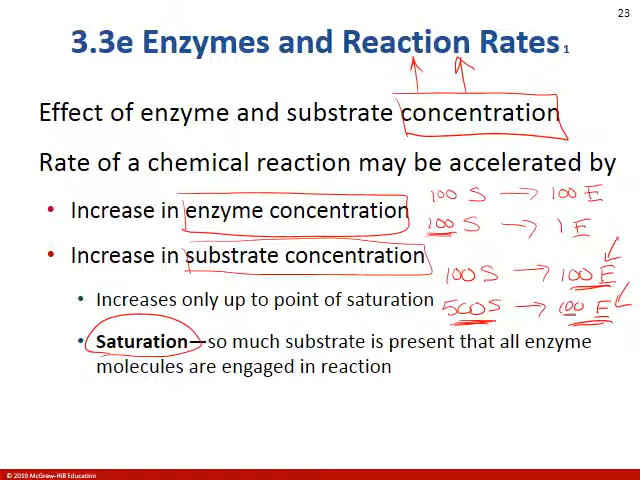 23
3.3e Enzymes and Reaction Rates 1
Effect of enzyme and substrate concentration
Rate of a chemical reaction may be accelerated by
100 S → 100 E
• Increase in enzyme concentration
100 S → 1 E
• Increase in substrate concentration
100 S → 100 E
• Increases only up to point of saturation
500 S → 100 E
• Saturation—so much substrate is present that all enzyme
molecules are engaged in reaction
© 2019 McGraw-Hill Education